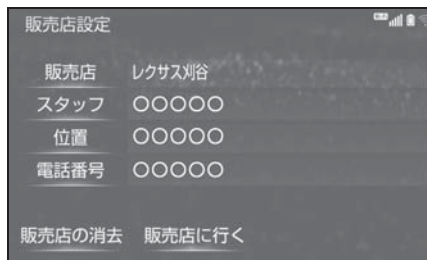 販売店設定
販売店 レクサス刈谷
スタッフ ○○○○○
位置 ○○○○○
電話番号 ○○○○○
販売店の消去 販売店に行く